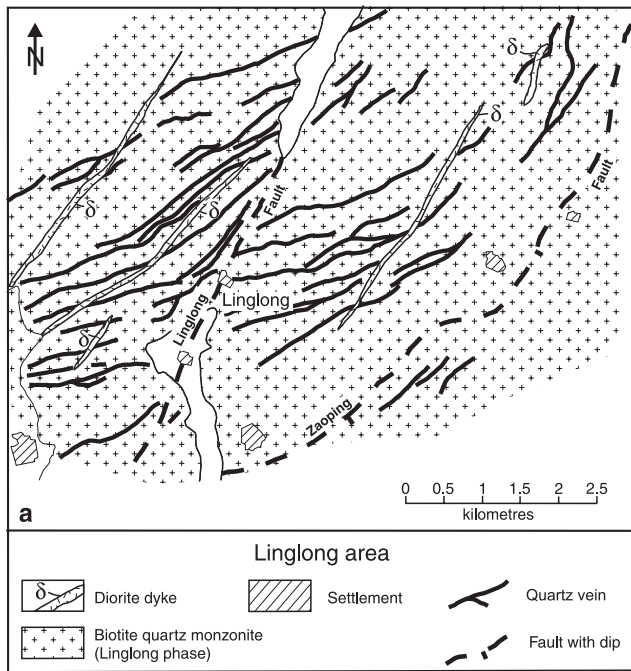 N
δ
δ
δ
δ
δ
Fault
Fault
Linglong
Linglong
Zaoping
a
0 0.5 1 1.5 2 2.5
kilometres
Linglong area
δ
Diorite dyke
Settlement
Quartz vein
Biotite quartz monzonite
(Linglong phase)
Fault with dip